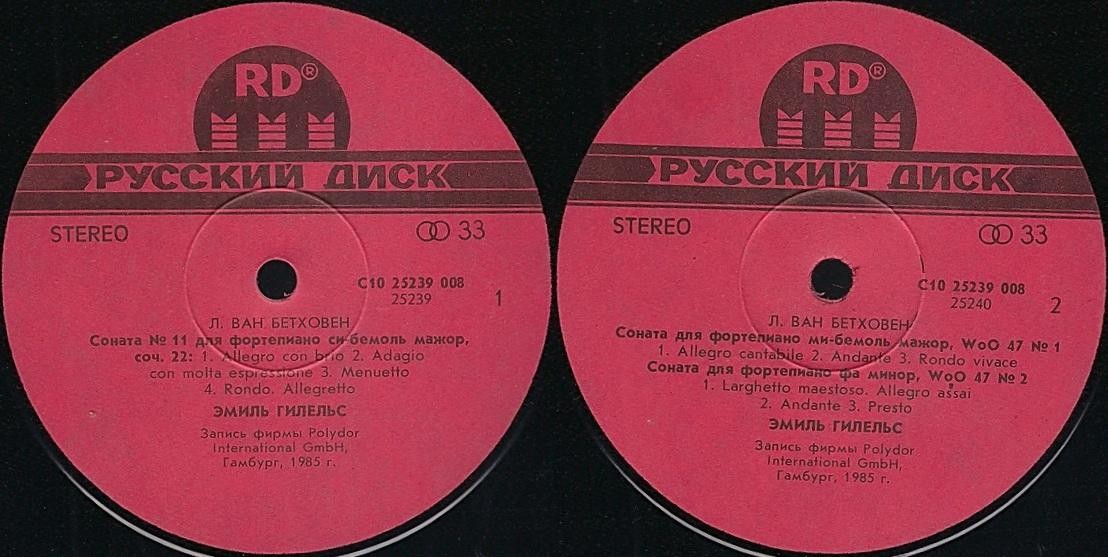 RD®
РУССКИЙ ДИСК
STEREO
33
С10 25239 008
25239
1
Л. ВАН БЕТХОВЕН
Соната № 11 для фортепиано си-бемоль мажор,
соч. 22: 1. Allegro con brio 2. Adagio
con molta espressione 3. Menuetto
4. Rondo. Allegretto
ЭМИЛЬ ГИЛЕЛЬС
Запись фирмы Polydor
International GmbH,
Гамбург, 1985 г.
RD®
РУССКИЙ ДИСК
STEREO
33
С10 25239 008
25240
2
Л. ВАН БЕТХОВЕН
Соната для фортепиано ми-бемоль мажор, WoO 47 № 1
1. Allegro cantabile 2. Andante 3. Rondo vivace
Соната для фортепиано фа минор, WoO 47 № 2
1. Larghetto maestoso. Allegro assai
2. Andante 3. Presto
ЭМИЛЬ ГИЛЕЛЬС
Запись фирмы Polydor
International GmbH,
Гамбург, 1985 г.